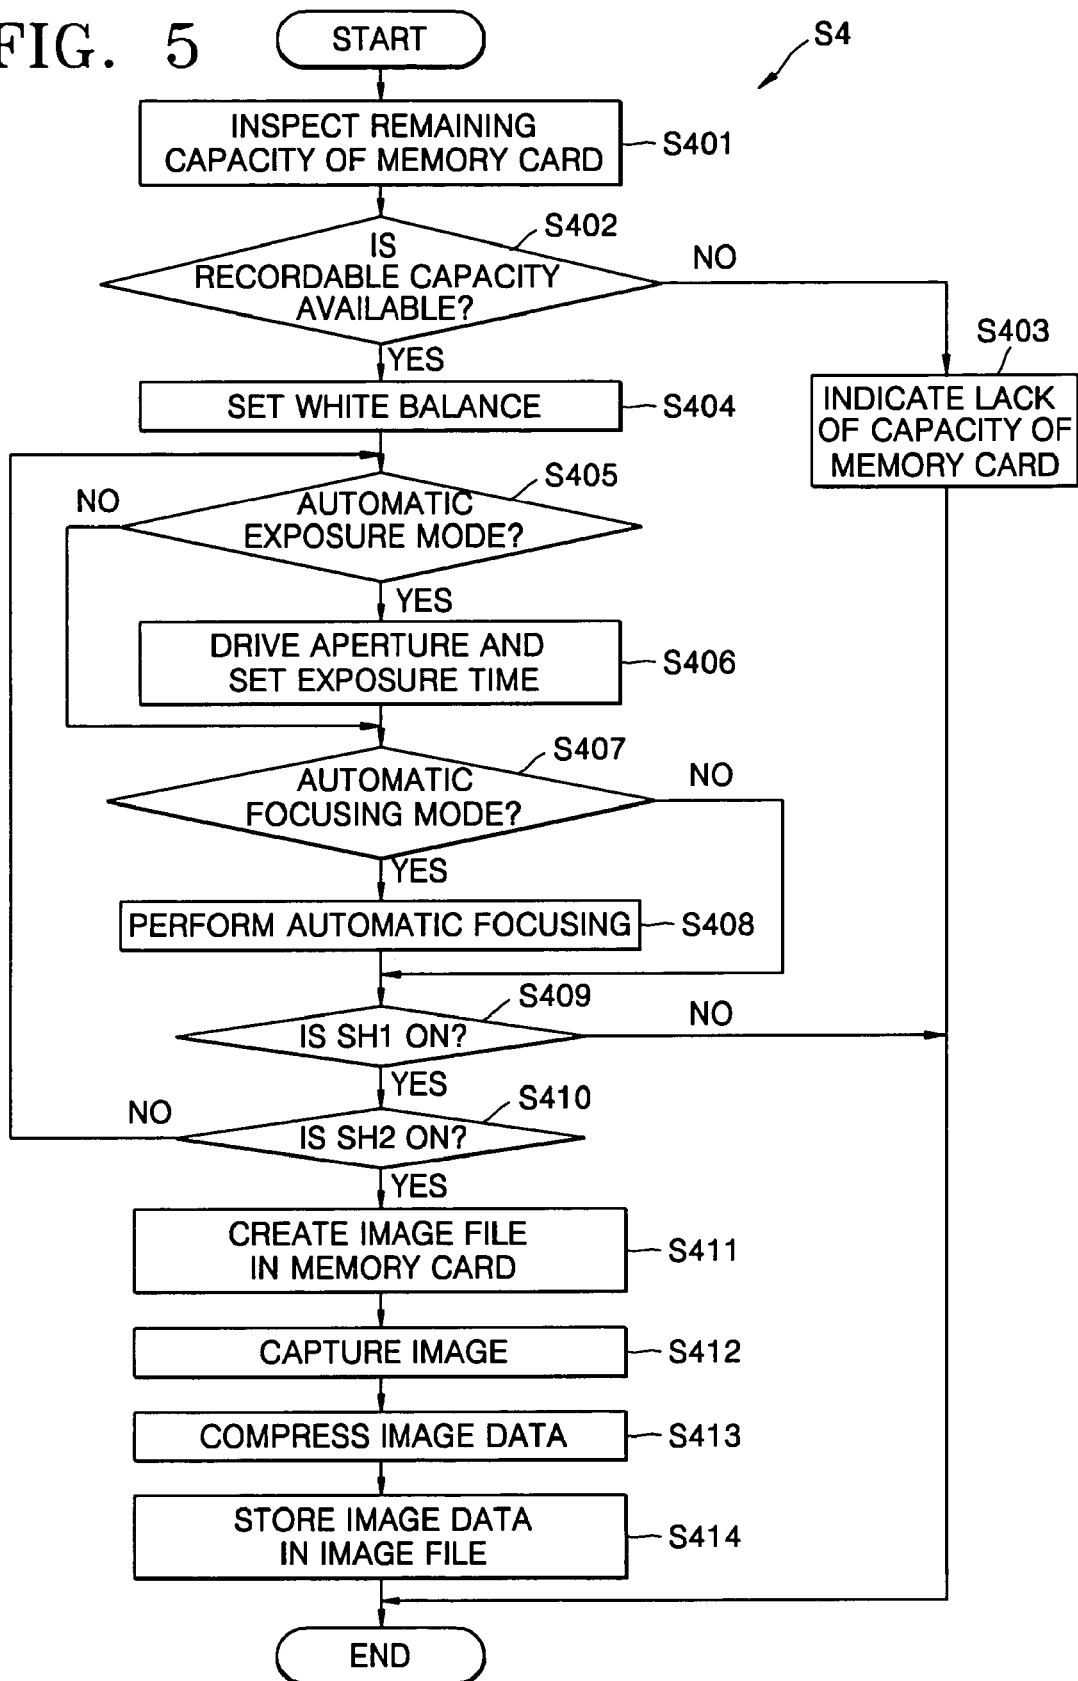 FIG. 5
START
S4
INSPECT REMAINING
CAPACITY OF MEMORY CARD
S401
S402
IS
RECORDABLE CAPACITY
AVAILABLE?
NO
YES
S403
INDICATE LACK
OF CAPACITY OF
MEMORY CARD
SET WHITE BALANCE
S404
S405
NO
AUTOMATIC
EXPOSURE MODE?
YES
DRIVE APERTURE AND
SET EXPOSURE TIME
S406
S407
AUTOMATIC
FOCUSING MODE?
NO
YES
PERFORM AUTOMATIC FOCUSING
S408
S409
IS SH1 ON?
NO
YES
S410
NO
IS SH2 ON?
YES
CREATE IMAGE FILE
IN MEMORY CARD
S411
CAPTURE IMAGE
S412
COMPRESS IMAGE DATA
S413
STORE IMAGE DATA
IN IMAGE FILE
S414
END